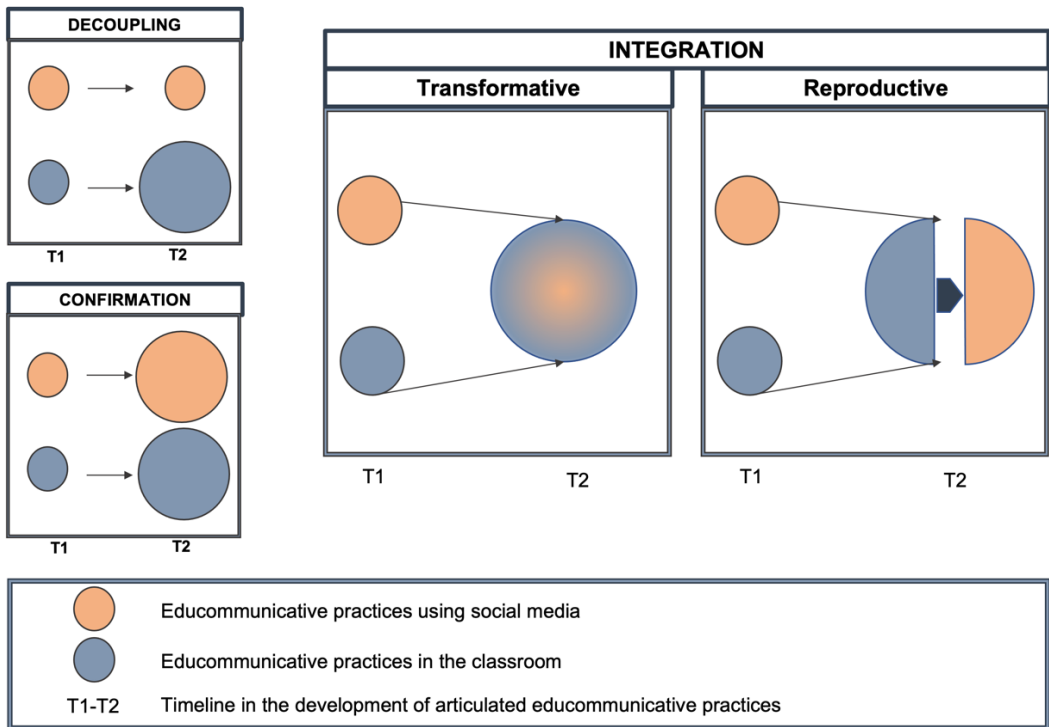 DECOUPLING
T1
T2
CONFIRMATION
T1
T2
INTEGRATION
Transformative
Reproductive
T1
T2
T1
T2
Educommunicative practices using social media
Educommunicative practices in the classroom
T1-T2 Timeline in the development of articulated educommunicative practices